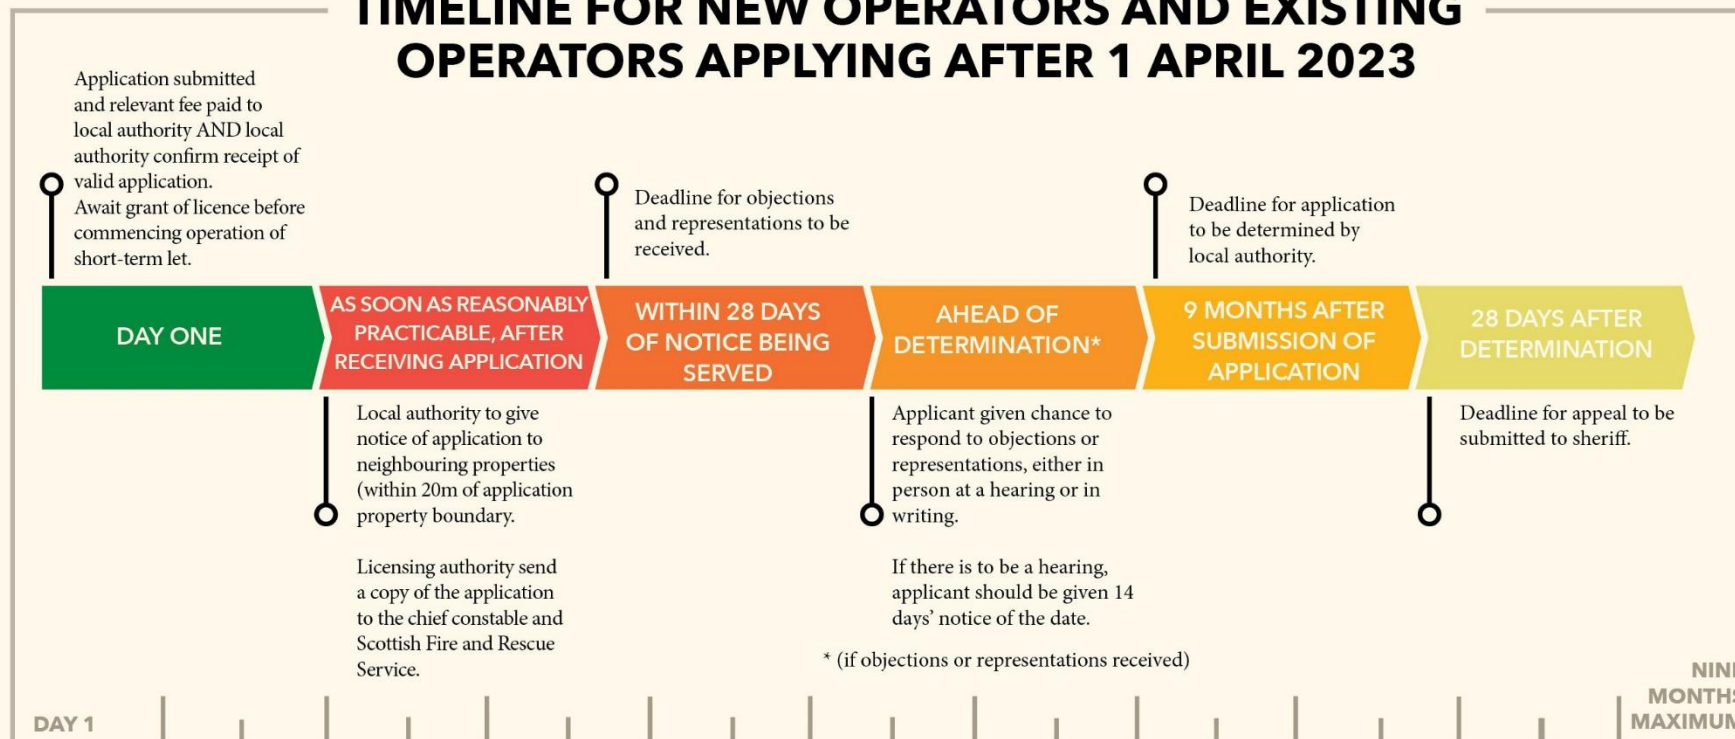 TIMELINE FOR NEW OPERATORS AND EXISTING
OPERATORS APPLYING AFTER 1 APRIL 2023
Application submitted
and relevant fee paid to
local authority AND local
authority confirm receipt of
valid application.
Await grant of licence before
commencing operation of
short-term let.
Deadline for objections
and representations to be
received.
Deadline for application
to be determined by
local authority.
DAY ONE
AS SOON AS REASONABLY
PRACTICABLE, AFTER
RECEIVING APPLICATION
WITHIN 28 DAYS
OF NOTICE BEING
SERVED
AHEAD OF
DETERMINATION*
9 MONTHS AFTER
SUBMISSION OF
APPLICATION
28 DAYS AFTER
DETERMINATION
Local authority to give
notice of application to
neighbouring properties
(within 20m of application
property boundary.
Licensing authority send
a copy of the application
to the chief constable and
Scottish Fire and Rescue
Service.
Applicant given chance to
respond to objections or
representations, either in
person at a hearing or in
writing.
If there is to be a hearing,
applicant should be given 14
days' notice of the date.
* (if objections or representations received)
Deadline for appeal to be
submitted to sheriff.
DAY 1
NINE
MONTHS
MAXIMUM